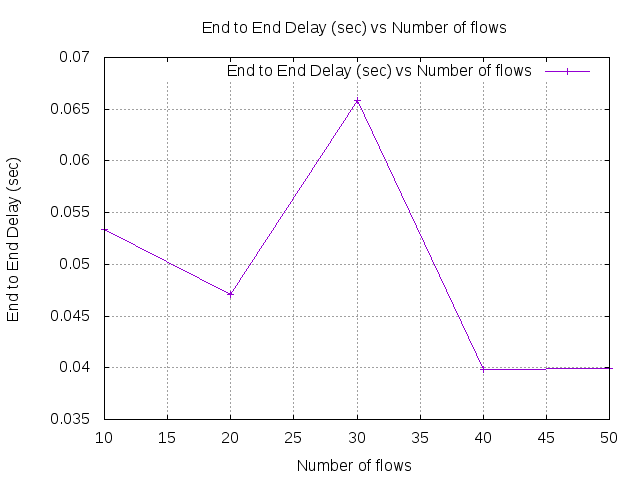 End to End Delay (sec) vs Number of flows
0.07
End to End Delay (sec) vs Number of flows
0.065
0.06
0.055
0.05
0.045
0.04
0.035
End to End Delay (sec)
10 15 20 25 30 35 40 45 50
Number of flows